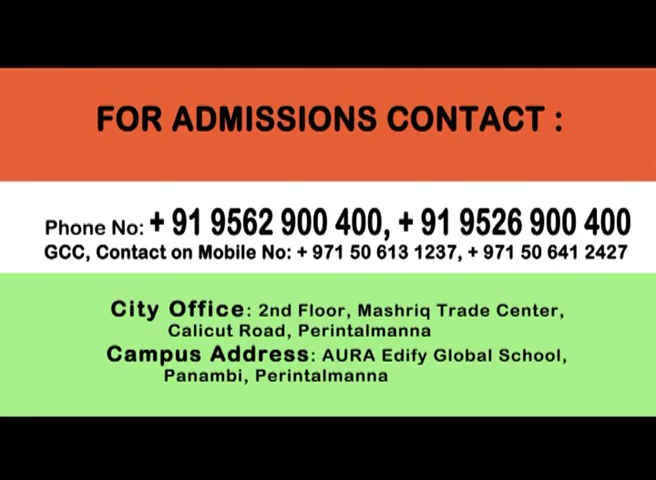 FOR ADMISSIONS CONTACT :
Phone No: + 91 9562 900 400, + 91 9526 900 400
GCC, Contact on Mobile No: + 971 50 613 1237, + 971 50 641 2427
City Office: 2nd Floor, Mashriq Trade Center,
Calicut Road, Perintalmanna
Campus Address: AURA Edify Global School,
Panambi, Perintalmanna